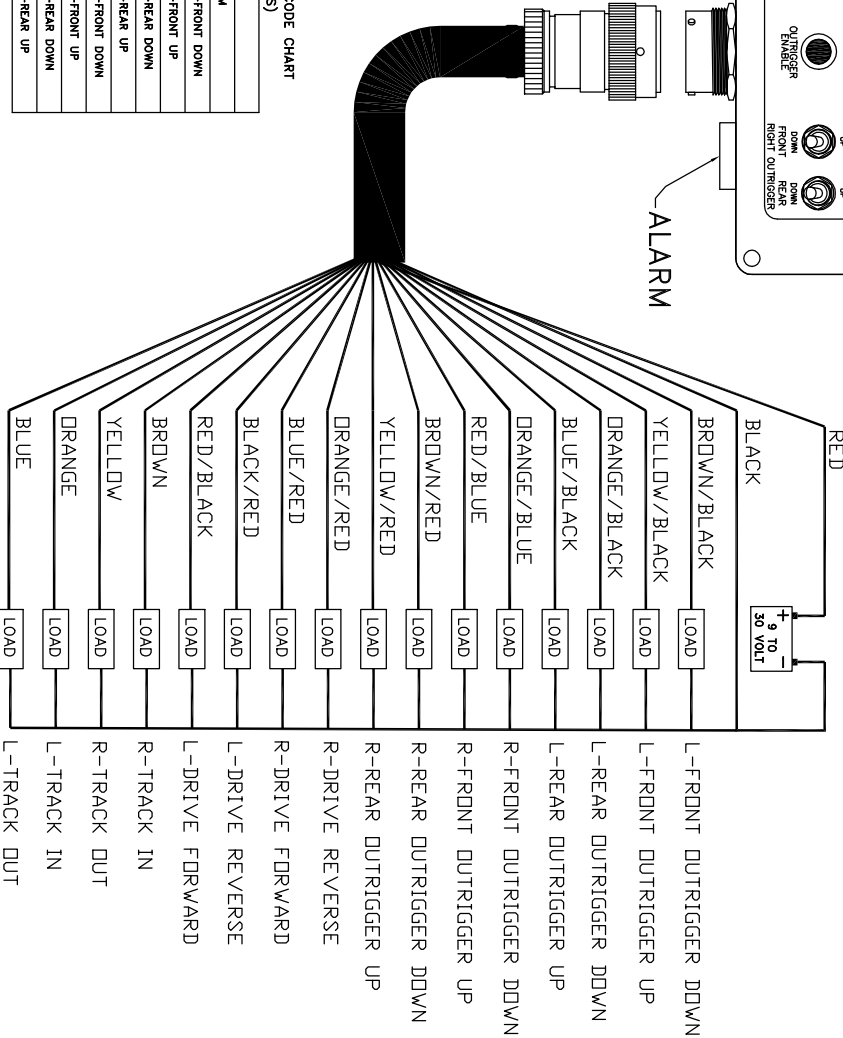 OUTRIGGER
ENABLE
UP
UP
DOWN
DOWN
FRONT
REAR
RIGHT OUTRIGGER
ALARM
CODE CHART
S)
M
-FRONT DOWN
-FRONT UP
-REAR DOWN
-REAR UP
-FRONT DOWN
-FRONT UP
-REAR DOWN
-REAR UP
RED
+ −
9 TO
30 VOLT
BLACK
BROWN/BLACK LOAD L-FRONT OUTRIGGER DOWN
YELLOW/BLACK LOAD L-FRONT OUTRIGGER UP
ORANGE/BLACK LOAD L-REAR OUTRIGGER DOWN
BLUE/BLACK LOAD L-REAR OUTRIGGER UP
ORANGE/BLUE LOAD R-FRONT OUTRIGGER DOWN
RED/BLUE LOAD R-FRONT OUTRIGGER UP
BROWN/RED LOAD R-REAR OUTRIGGER DOWN
YELLOW/RED LOAD R-REAR OUTRIGGER UP
ORANGE/RED LOAD R-DRIVE REVERSE
BLUE/RED LOAD R-DRIVE FORWARD
BLACK/RED LOAD L-DRIVE REVERSE
RED/BLACK LOAD L-DRIVE FORWARD
BROWN LOAD R-TRACK IN
YELLOW LOAD R-TRACK OUT
ORANGE LOAD L-TRACK IN
BLUE LOAD L-TRACK OUT